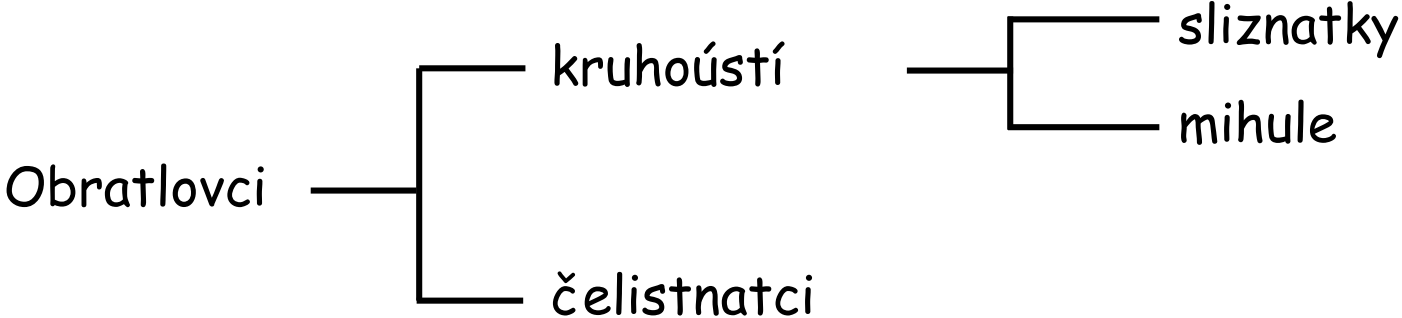 sliznatky
kruhoústí
mihule
Obratlovci
čelistnatci